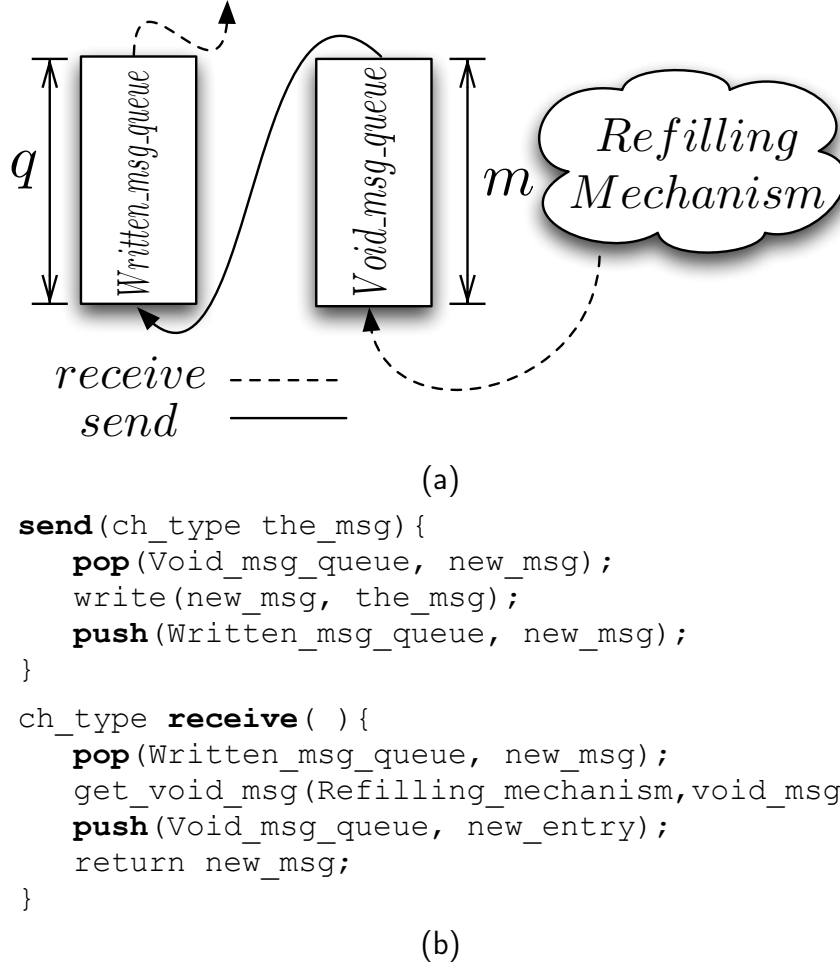 Written_msg_queue
Void_msg_queue
q
m
Refilling
Mechanism
receive
send
(a)
send(ch_type the_msg){
pop(Void_msg_queue, new_msg);
write(new_msg, the_msg);
push(Written_msg_queue, new_msg);
}
ch_type receive( ){
pop(Written_msg_queue, new_msg);
get_void_msg(Refilling_mechanism,void_msg
push(Void_msg_queue, new_entry);
return new_msg;
}
(b)